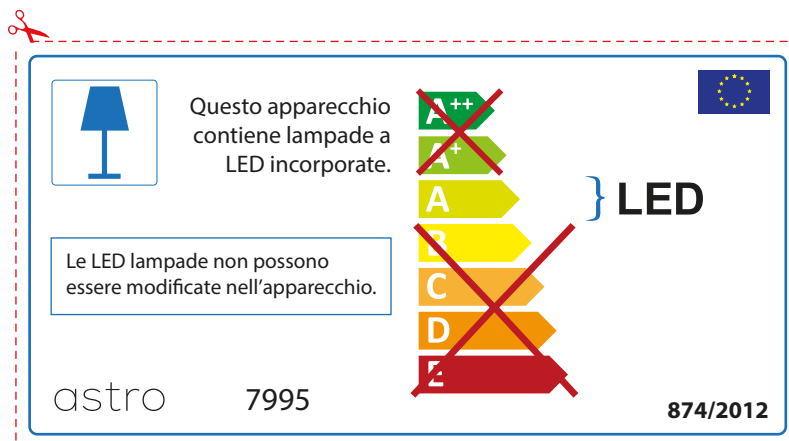 Questo apparecchio
contiene lampade a
LED incorporate.
Le LED lampade non possono
essere modificate nell'apparecchio.
A++
A+
A
B
C
D
E
LED
astro
7995
874/2012